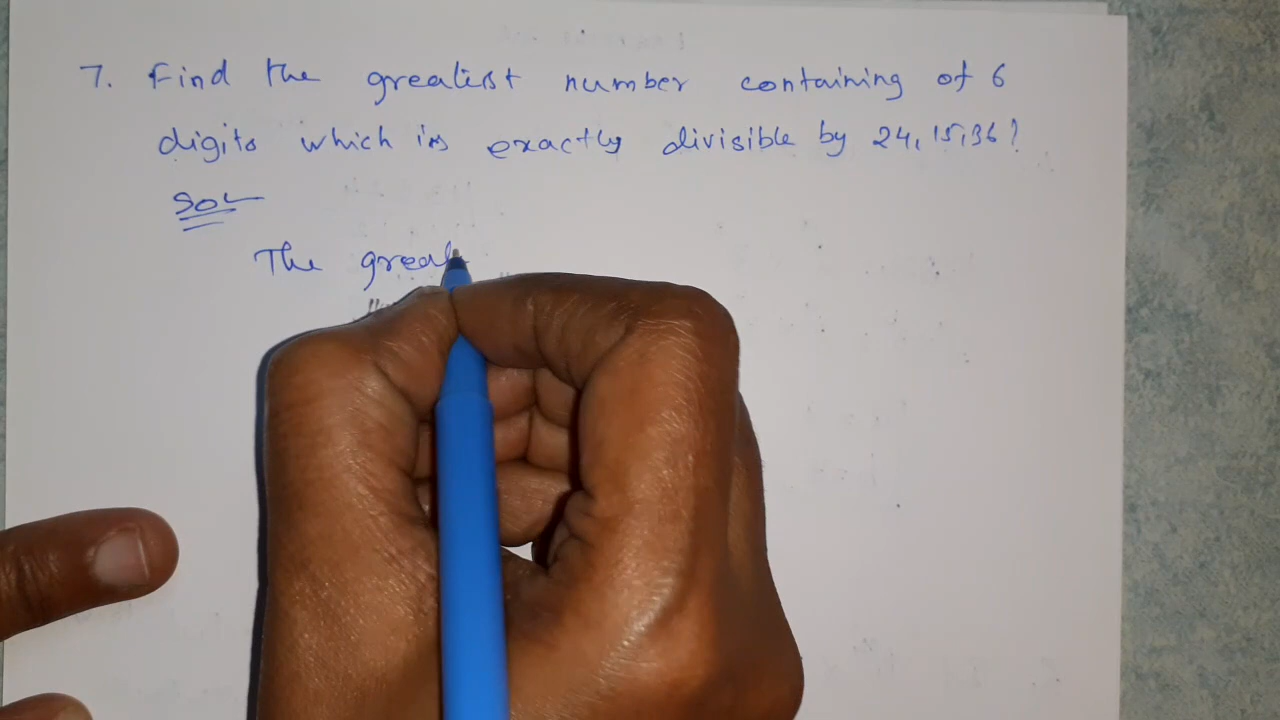 7. Find the greatest number containing of 6
digits which is exactly divisible by 24, 15, 36?
Sol
The great